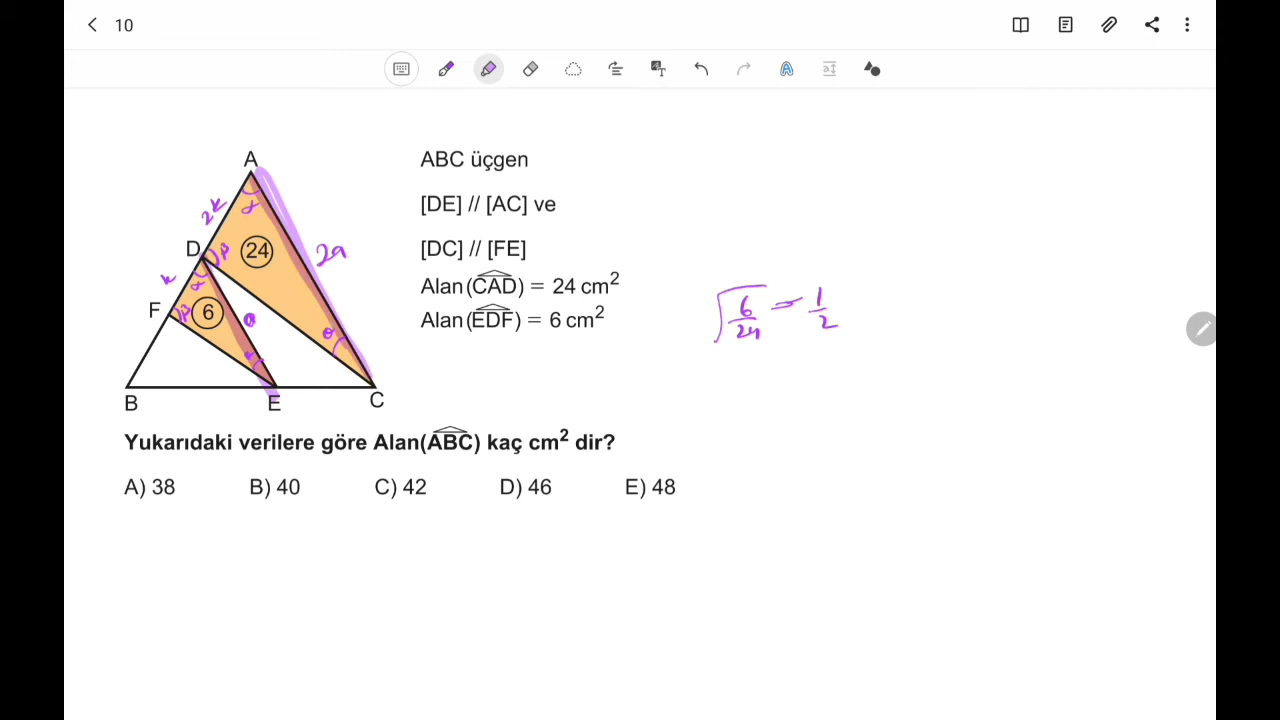 10
A
ABC üçgen
2k
α
[DE] // [AC] ve
D
β
24
2a
[DC] // [FE]
k
α
Alan(CAD) = 24 cm²
F
β
6
a
θ
Alan(EDF) = 6 cm²
√6/24 = 1/2
B
E
C
Yukarıdaki verilere göre Alan(ABC) kaç cm² dir?
A) 38 B) 40 C) 42 D) 46 E) 48